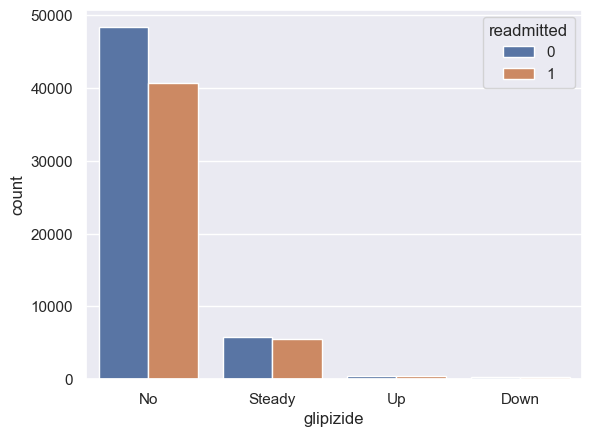 50000
40000
30000
20000
10000
0
count
No
Steady
Up
Down
glipizide
readmitted
0
1